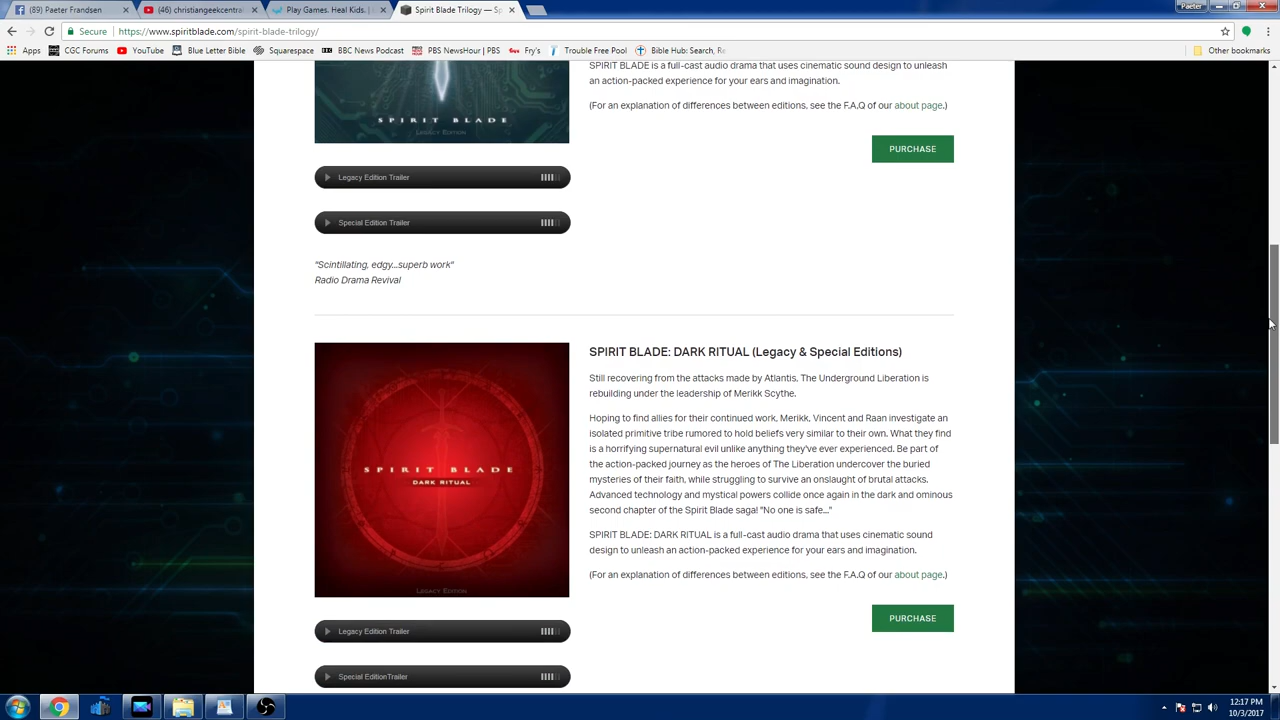 (89) Paeter Frandsen
(46) christiangeekcentral
Play Games. Heal Kids. |
Spirit Blade Trilogy — Sp
Paeter
Secure
https://www.spiritblade.com/spirit-blade-trilogy/
Apps
CGC Forums
YouTube
Blue Letter Bible
Squarespace
BBC News Podcast
PBS NewsHour | PBS
Fry's
Trouble Free Pool
Bible Hub: Search, Re
Other bookmarks
SPIRIT BLADE
LEGACY EDITION
SPIRIT BLADE is a full-cast audio drama that uses cinematic sound design to unleash
an action-packed experience for your ears and imagination.
(For an explanation of differences between editions, see the F.A.Q of our about page.)
PURCHASE
Legacy Edition Trailer
Special Edition Trailer
"Scintillating, edgy...superb work"
Radio Drama Revival
SPIRIT BLADE
DARK RITUAL
LEGACY EDITION
SPIRIT BLADE: DARK RITUAL (Legacy & Special Editions)
Still recovering from the attacks made by Atlantis, The Underground Liberation is
rebuilding under the leadership of Merikk Scythe.
Hoping to find allies for their continued work, Merikk, Vincent and Raan investigate an
isolated primitive tribe rumored to hold beliefs very similar to their own. What they find
is a horrifying supernatural evil unlike anything they've ever experienced. Be part of
the action-packed journey as the heroes of The Liberation undercover the buried
mysteries of their faith, while struggling to survive an onslaught of brutal attacks.
Advanced technology and mystical powers collide once again in the dark and ominous
second chapter of the Spirit Blade saga! "No one is safe..."
SPIRIT BLADE: DARK RITUAL is a full-cast audio drama that uses cinematic sound
design to unleash an action-packed experience for your ears and imagination.
(For an explanation of differences between editions, see the F.A.Q of our about page.)
PURCHASE
Legacy Edition Trailer
Special EditionTrailer
12:17 PM
10/3/2017